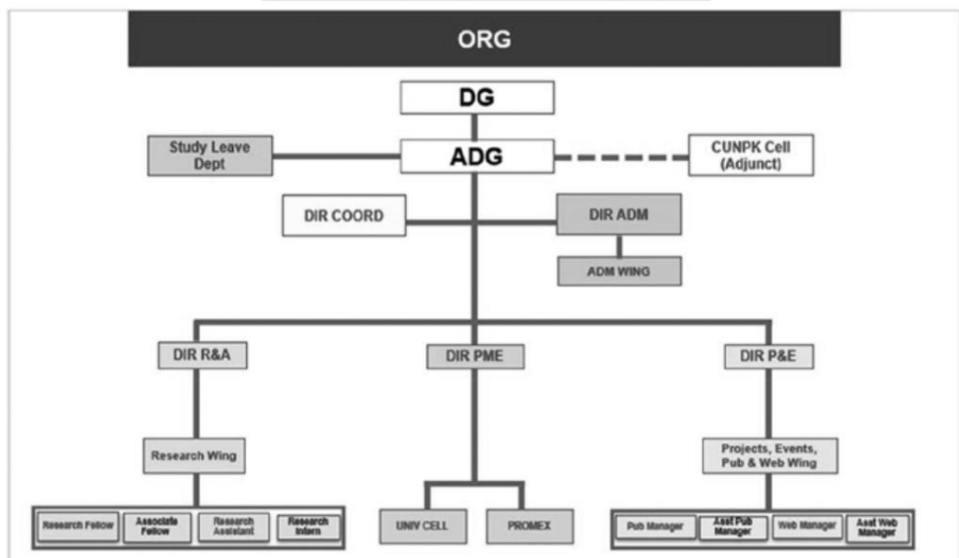 ORG
DG
Study Leave
Dept
ADG
CUNPK Cell
(Adjunct)
DIR COORD
DIR ADM
ADM WING
DIR R&A
DIR PME
DIR P&E
Research Wing
Projects, Events,
Pub & Web Wing
Research Fellow
Associate
Fellow
Research
Assistant
Research
Intern
UNIV CELL
PROMEX
Pub Manager
Asst Pub
Manager
Web Manager
Asst Web
Manager